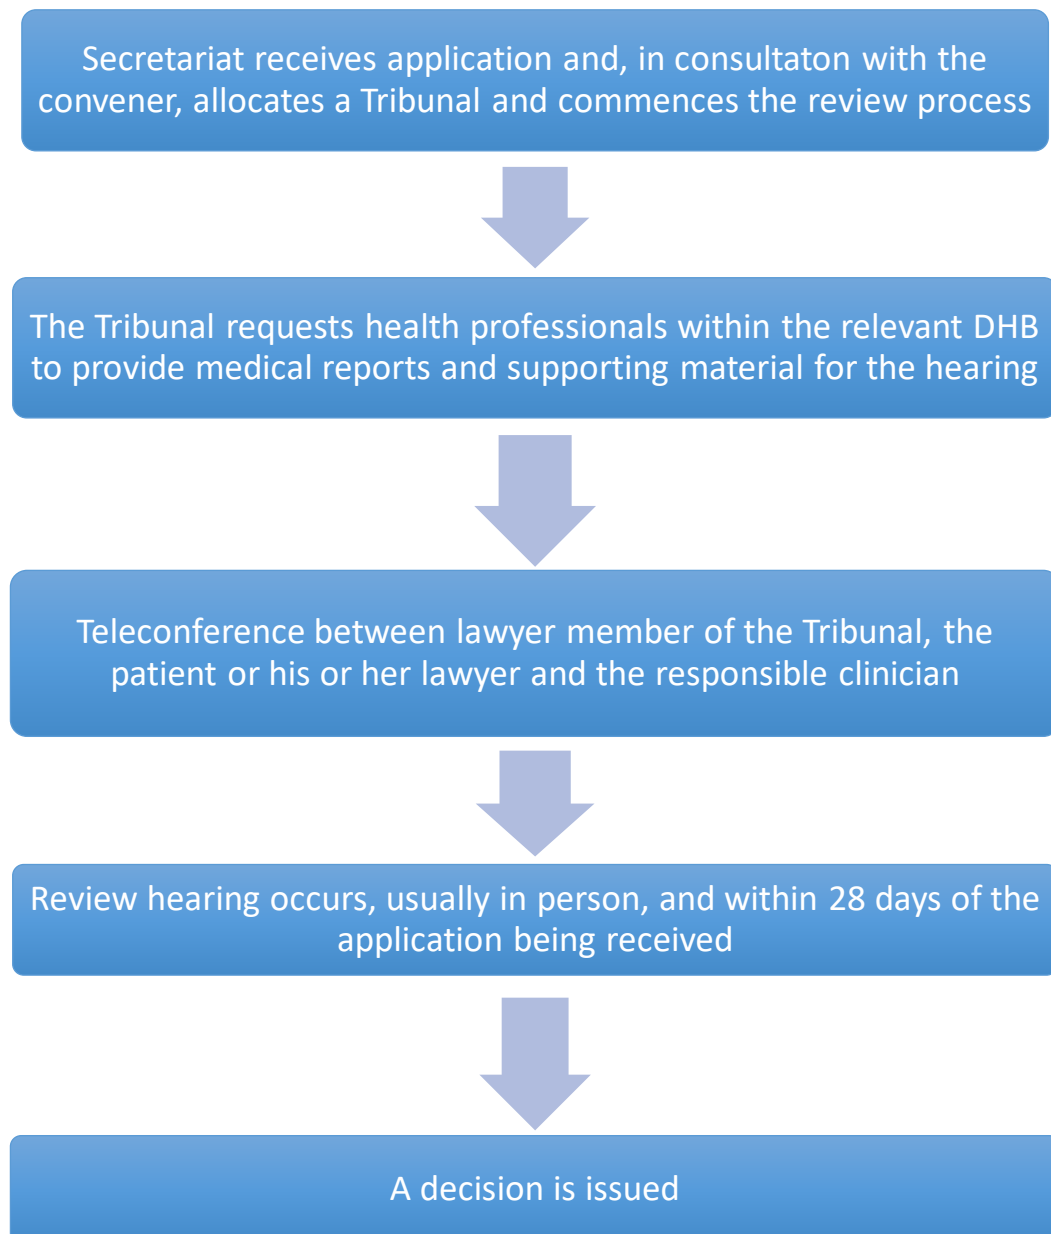 Secretariat receives application and, in consultaton with the
convener, allocates a Tribunal and commences the review process
The Tribunal requests health professionals within the relevant DHB
to provide medical reports and supporting material for the hearing
Teleconference between lawyer member of the Tribunal, the
patient or his or her lawyer and the responsible clinician
Review hearing occurs, usually in person, and within 28 days of the
application being received
A decision is issued